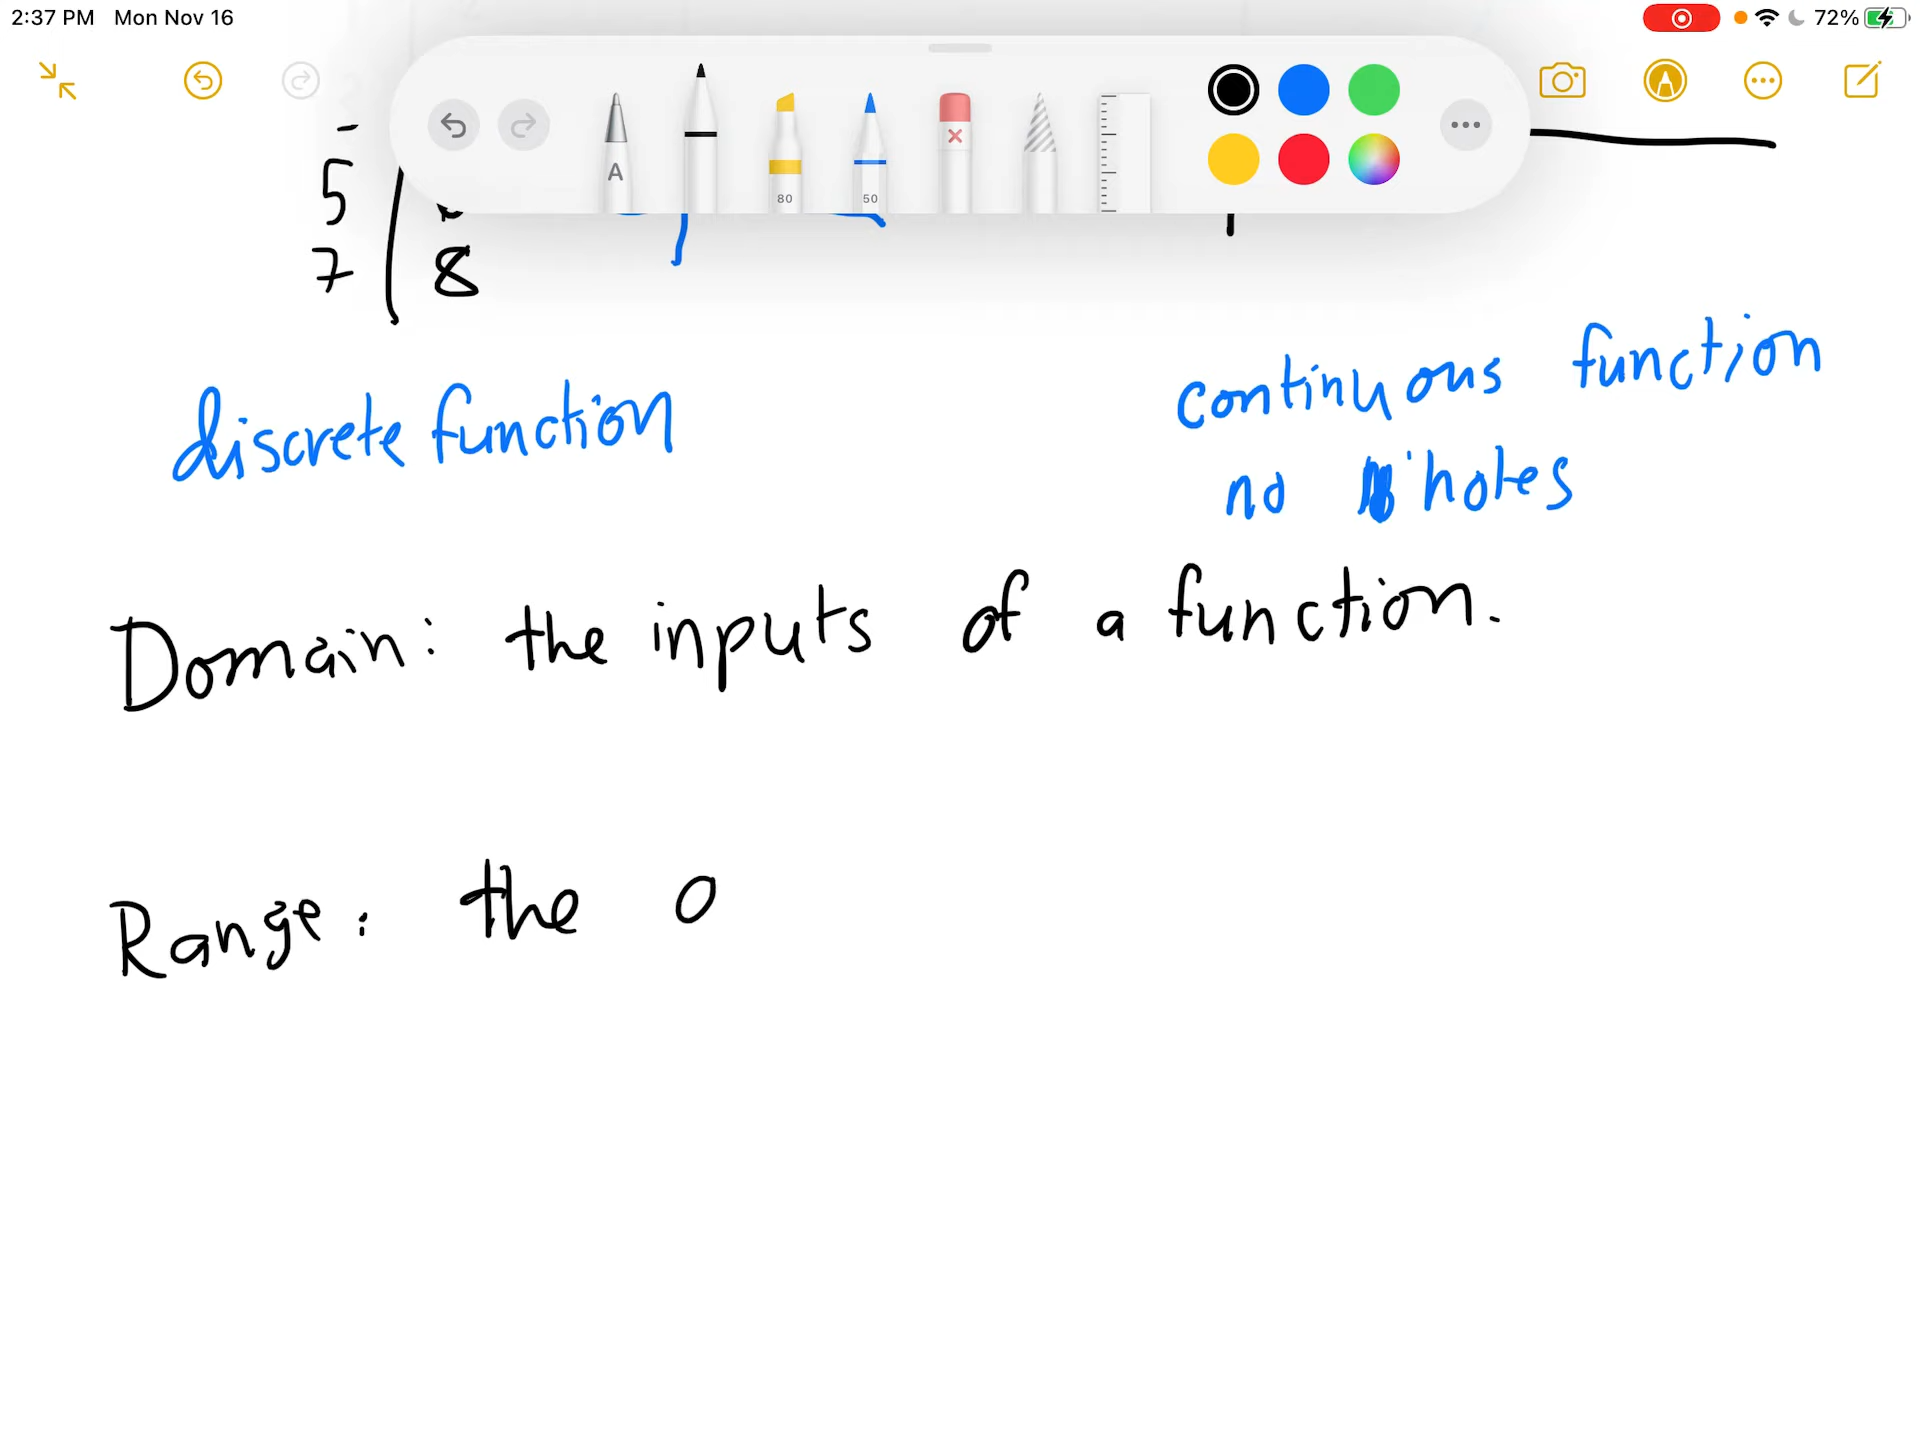 2:37 PM Mon Nov 16 72%
A 80 50
5
7 8
discrete function
continuous function
no holes
Domain: the inputs of a function.
Range: the o